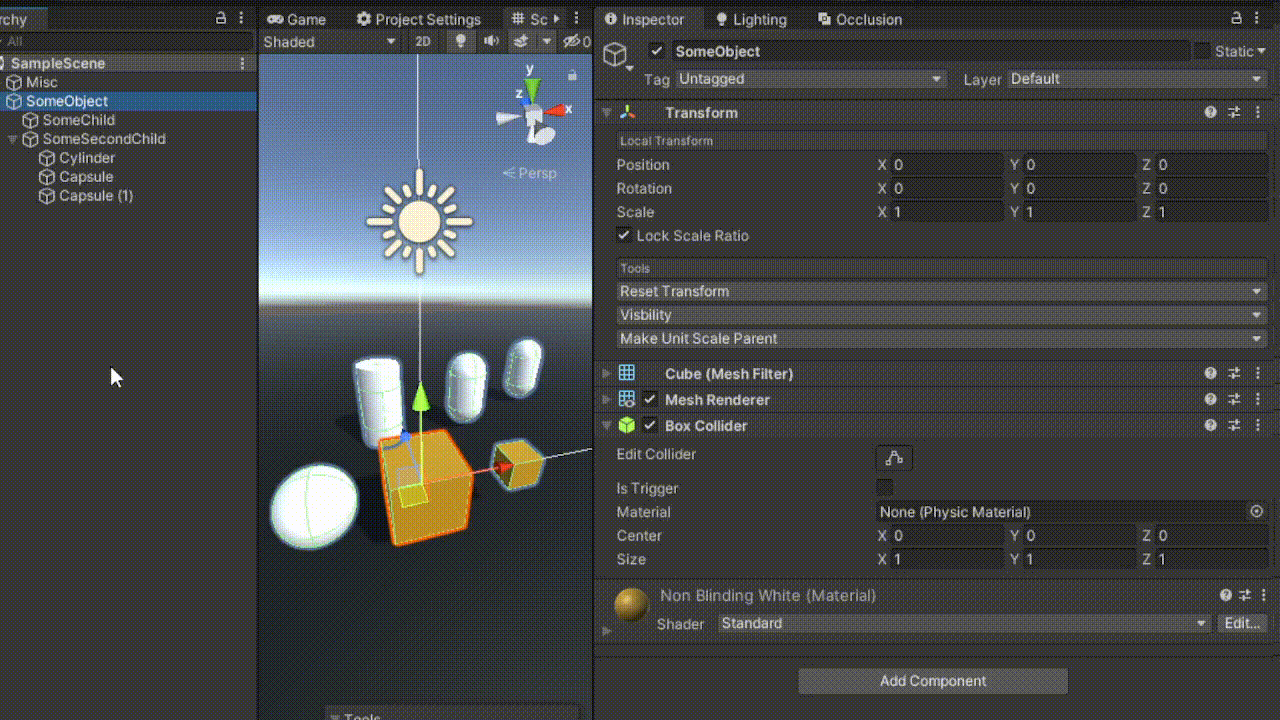 rchy
All
SampleScene
Misc
SomeObject
SomeChild
SomeSecondChild
Cylinder
Capsule
Capsule (1)
Game Project Settings Sc
Shaded 2D 0
y
z
x
Persp
Tools
Inspector Lighting Occlusion
SomeObject Static
Tag Untagged Layer Default
Transform
Local Transform
Position X 0 Y 0 Z 0
Rotation X 0 Y 0 Z 0
Scale X 1 Y 1 Z 1
Lock Scale Ratio
Tools
Reset Transform
Visbility
Make Unit Scale Parent
Cube (Mesh Filter)
Mesh Renderer
Box Collider
Edit Collider
Is Trigger
Material None (Physic Material)
Center X 0 Y 0 Z 0
Size X 1 Y 1 Z 1
Non Blinding White (Material)
Shader Standard Edit...
Add Component